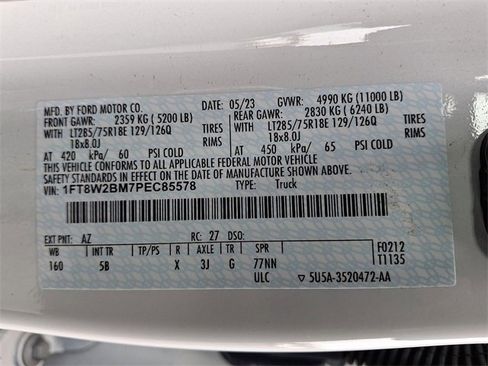 MFD. BY FORD MOTOR CO. 05/23 GVWR: 4990 KG (11000 LB)
FRONT GAWR: 2359 KG (5200 LB) REAR GAWR: 2830 KG (6240 LB)
WITH LT285/75R18E 129/126Q TIRES WITH LT285/75R18E 129/126Q TIRES
18x8.0J RIMS 18x8.0J RIMS
AT 420 kPa/ 60 PSI COLD AT 450 kPa/ 65 PSI COLD
THIS VEHICLE CONFORMS TO ALL APPLICABLE FEDERAL MOTOR VEHICLE
SAFETY STANDARDS IN EFFECT ON THE DATE OF MANUFACTURE SHOWN ABOVE.
VIN: 1FT8W2BM7PEC85578 TYPE: Truck
EXT PNT: AZ RC: 27 DSO:
WB INT TR TP/PS R AXLE TR SPR F0212
160 5B X 3J G 77NN T1135
ULC 5U5A-3520472-AA